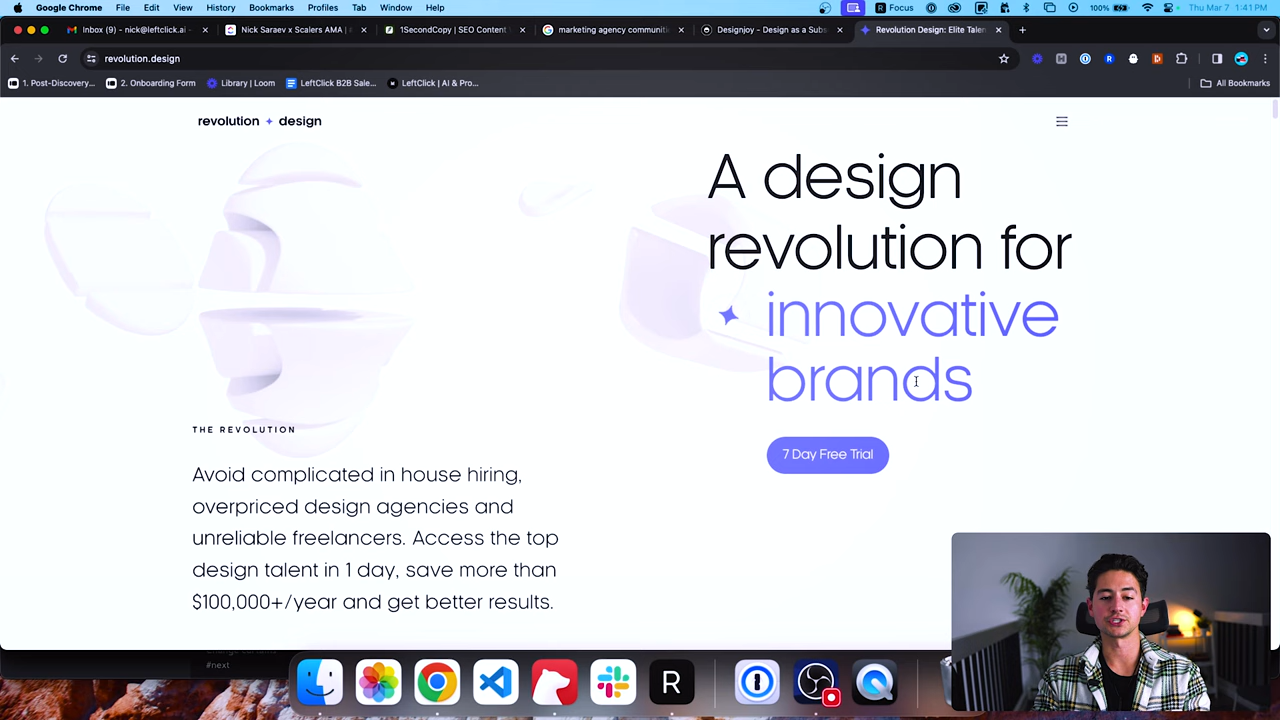 Google Chrome File Edit View History Bookmarks Profiles Tab Window Help
Focus 100% Thu Mar 7 1:41 PM
Inbox (9) - nick@leftclick.ai -
Nick Saraev x Scalers AMA |
1SecondCopy | SEO Content
marketing agency communiti
Designjoy - Design as a Subs
Revolution Design: Elite Talen
revolution.design
1. Post-Discovery...
2. Onboarding Form
Library | Loom
LeftClick B2B Sale...
LeftClick | AI & Pro...
All Bookmarks
revolution design
A design
revolution for
innovative
brands
7 Day Free Trial
THE REVOLUTION
Avoid complicated in house hiring,
overpriced design agencies and
unreliable freelancers. Access the top
design talent in 1 day, save more than
$100,000+/year and get better results.
#next
R